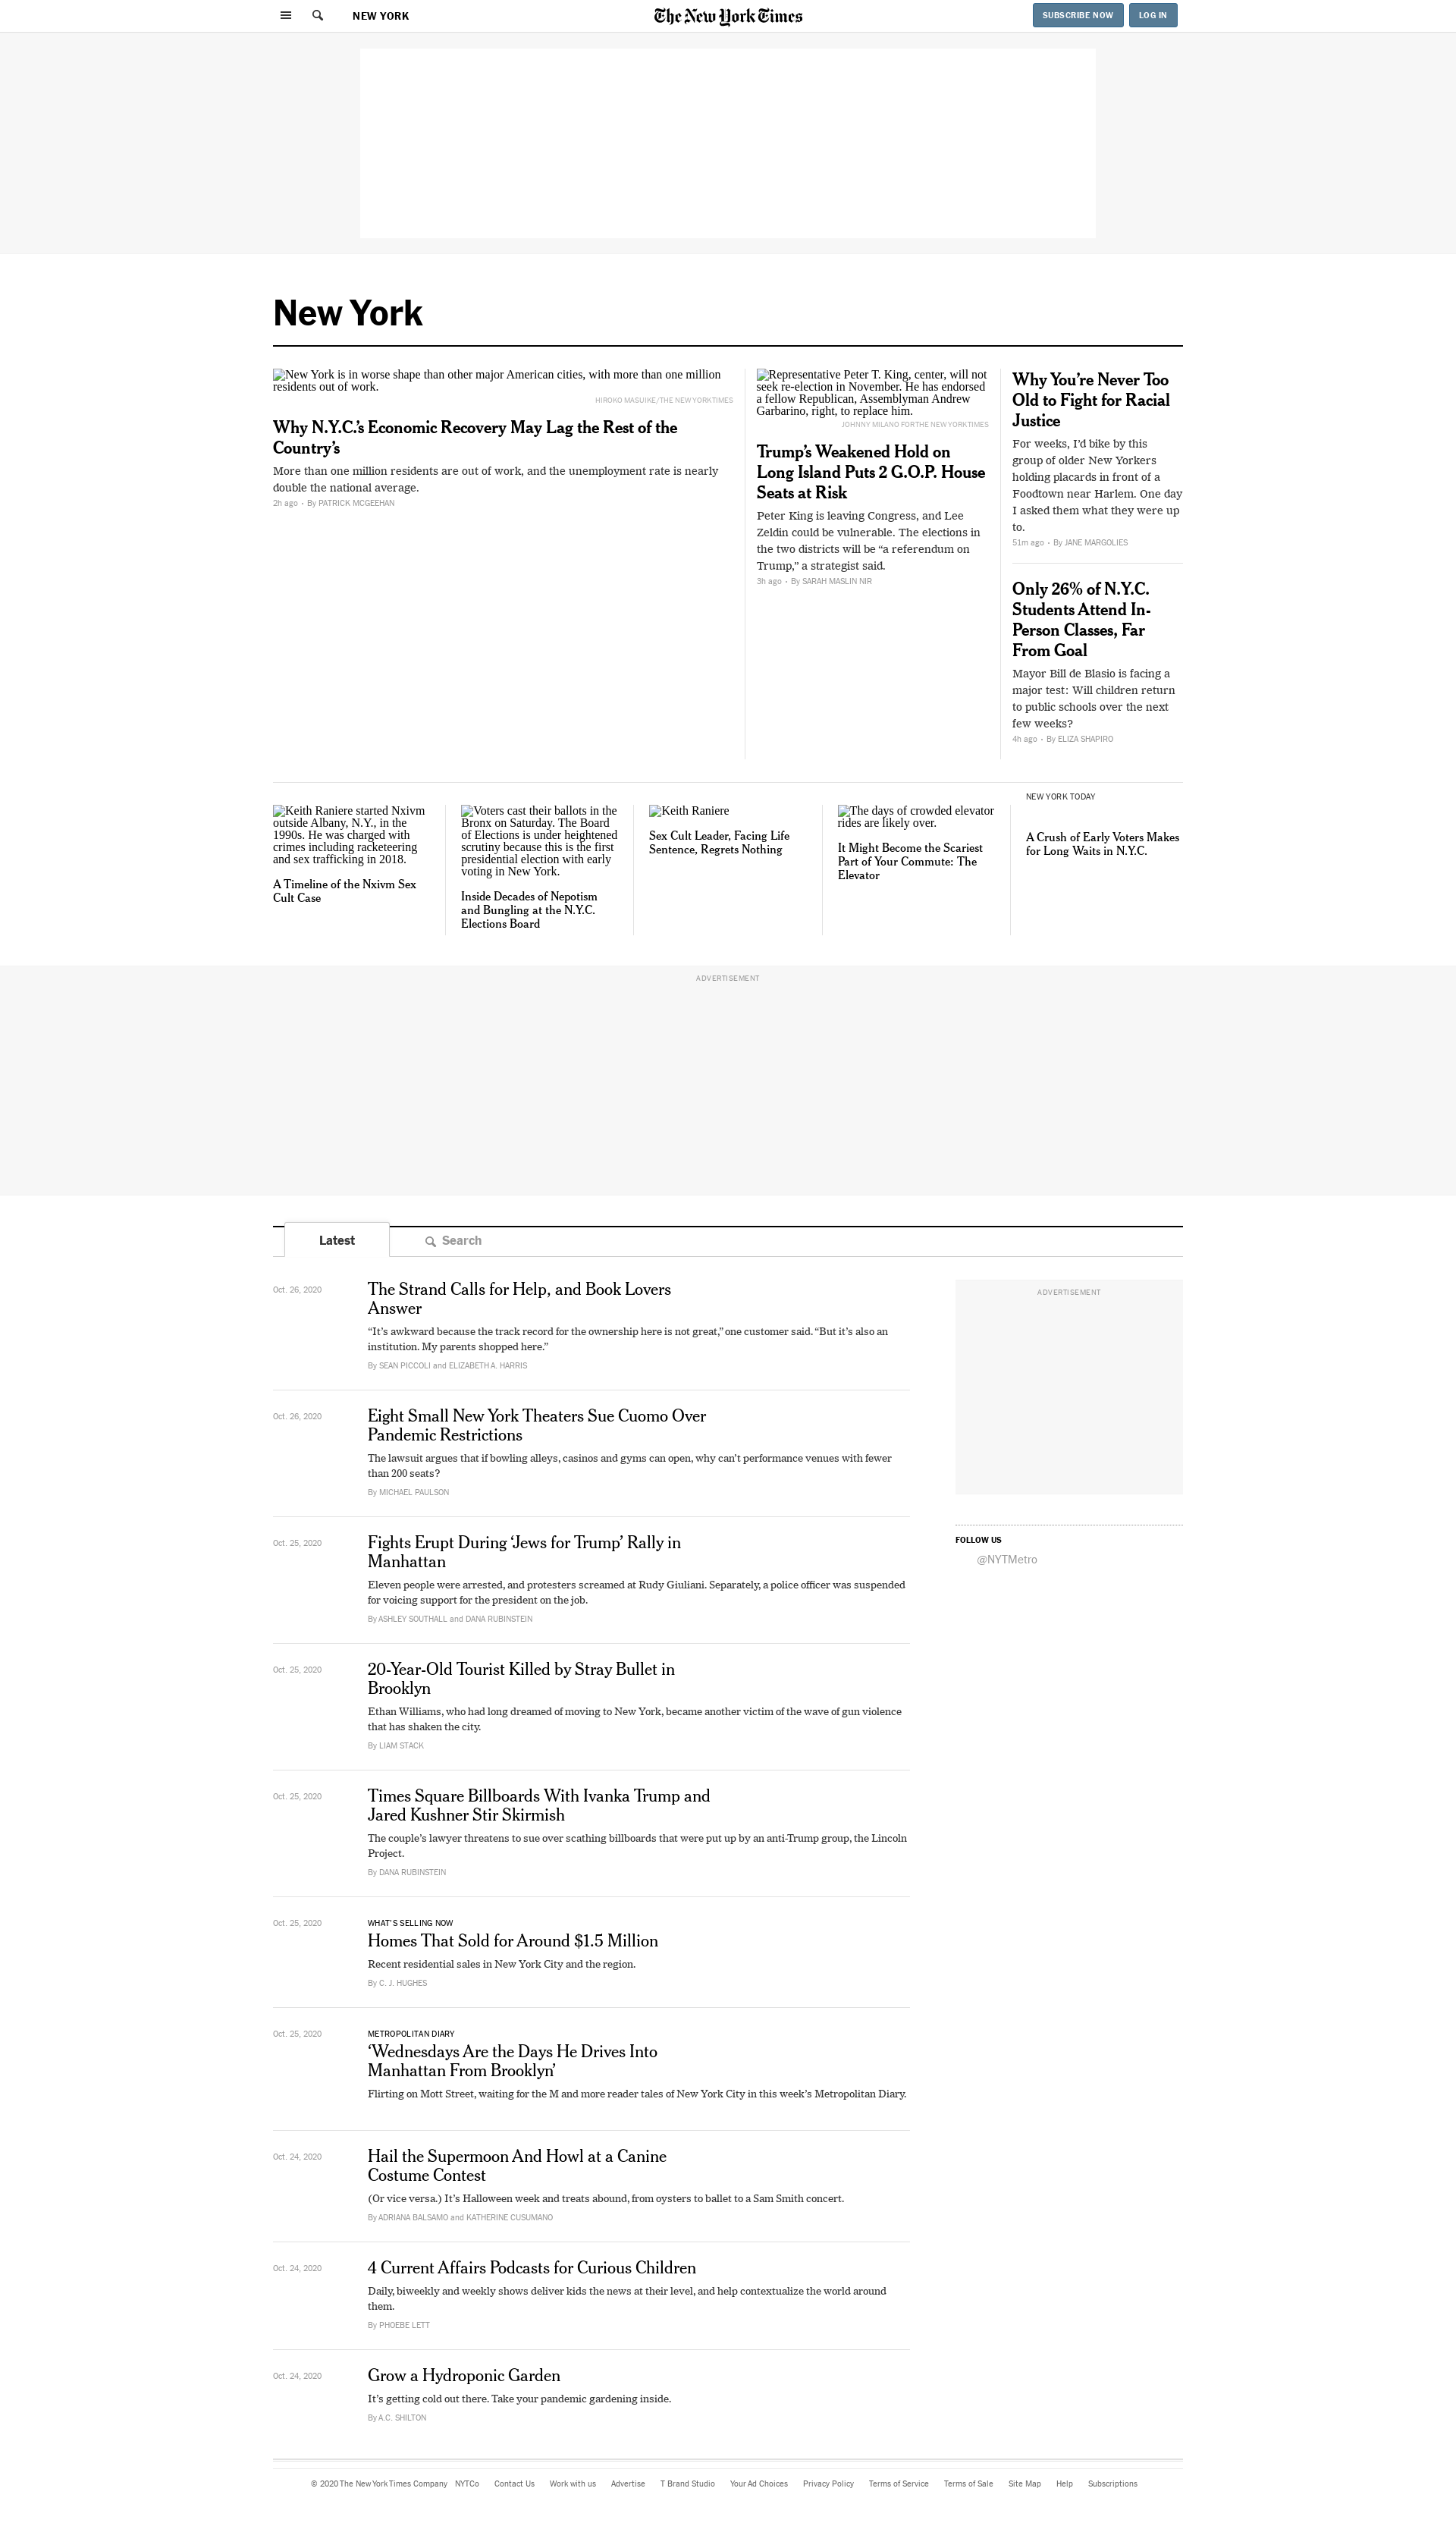 NEW YORK
The New York Times
SUBSCRIBE NOW
LOG IN
New York
New York is in worse shape than other major American cities, with more than one million
residents out of work.
HIROKO MASUIKE/THE NEW YORK TIMES
Why N.Y.C.’s Economic Recovery May Lag the Rest of the
Country’s
More than one million residents are out of work, and the unemployment rate is nearly
double the national average.
2h ago • By PATRICK MCGEEHAN
Representative Peter T. King, center, will not
seek re-election in November. He has endorsed
a fellow Republican, Assemblyman Andrew
Garbarino, right, to replace him.
JOHNNY MILANO FOR THE NEW YORK TIMES
Trump’s Weakened Hold on
Long Island Puts 2 G.O.P. House
Seats at Risk
Peter King is leaving Congress, and Lee
Zeldin could be vulnerable. The elections in
the two districts will be “a referendum on
Trump,” a strategist said.
3h ago • By SARAH MASLIN NIR
Why You’re Never Too
Old to Fight for Racial
Justice
For weeks, I’d bike by this
group of older New Yorkers
holding placards in front of a
Foodtown near Harlem. One day
I asked them what they were up
to.
51m ago • By JANE MARGOLIES
Only 26% of N.Y.C.
Students Attend In-
Person Classes, Far
From Goal
Mayor Bill de Blasio is facing a
major test: Will children return
to public schools over the next
few weeks?
4h ago • By ELIZA SHAPIRO
Keith Raniere started Nxivm
outside Albany, N.Y., in the
1990s. He was charged with
crimes including racketeering
and sex trafficking in 2018.
A Timeline of the Nxivm Sex
Cult Case
Voters cast their ballots in the
Bronx on Saturday. The Board
of Elections is under heightened
scrutiny because this is the first
presidential election with early
voting in New York.
Inside Decades of Nepotism
and Bungling at the N.Y.C.
Elections Board
Keith Raniere
Sex Cult Leader, Facing Life
Sentence, Regrets Nothing
The days of crowded elevator
rides are likely over.
It Might Become the Scariest
Part of Your Commute: The
Elevator
NEW YORK TODAY
A Crush of Early Voters Makes
for Long Waits in N.Y.C.
ADVERTISEMENT
Latest
Search
Oct. 26, 2020
The Strand Calls for Help, and Book Lovers
Answer
“It’s awkward because the track record for the ownership here is not great,” one customer said. “But it’s also an
institution. My parents shopped here.”
By SEAN PICCOLI and ELIZABETH A. HARRIS
Oct. 26, 2020
Eight Small New York Theaters Sue Cuomo Over
Pandemic Restrictions
The lawsuit argues that if bowling alleys, casinos and gyms can open, why can’t performance venues with fewer
than 200 seats?
By MICHAEL PAULSON
Oct. 25, 2020
Fights Erupt During ‘Jews for Trump’ Rally in
Manhattan
Eleven people were arrested, and protesters screamed at Rudy Giuliani. Separately, a police officer was suspended
for voicing support for the president on the job.
By ASHLEY SOUTHALL and DANA RUBINSTEIN
Oct. 25, 2020
20-Year-Old Tourist Killed by Stray Bullet in
Brooklyn
Ethan Williams, who had long dreamed of moving to New York, became another victim of the wave of gun violence
that has shaken the city.
By LIAM STACK
Oct. 25, 2020
Times Square Billboards With Ivanka Trump and
Jared Kushner Stir Skirmish
The couple’s lawyer threatens to sue over scathing billboards that were put up by an anti-Trump group, the Lincoln
Project.
By DANA RUBINSTEIN
Oct. 25, 2020
WHAT’S SELLING NOW
Homes That Sold for Around $1.5 Million
Recent residential sales in New York City and the region.
By C. J. HUGHES
Oct. 25, 2020
METROPOLITAN DIARY
‘Wednesdays Are the Days He Drives Into
Manhattan From Brooklyn’
Flirting on Mott Street, waiting for the M and more reader tales of New York City in this week’s Metropolitan Diary.
Oct. 24, 2020
Hail the Supermoon And Howl at a Canine
Costume Contest
(Or vice versa.) It’s Halloween week and treats abound, from oysters to ballet to a Sam Smith concert.
By ADRIANA BALSAMO and KATHERINE CUSUMANO
Oct. 24, 2020
4 Current Affairs Podcasts for Curious Children
Daily, biweekly and weekly shows deliver kids the news at their level, and help contextualize the world around
them.
By PHOEBE LETT
Oct. 24, 2020
Grow a Hydroponic Garden
It’s getting cold out there. Take your pandemic gardening inside.
By A.C. SHILTON
ADVERTISEMENT
FOLLOW US
@NYTMetro
© 2020 The New York Times Company NYTCo Contact Us Work with us Advertise T Brand Studio Your Ad Choices Privacy Policy Terms of Service Terms of Sale Site Map Help Subscriptions